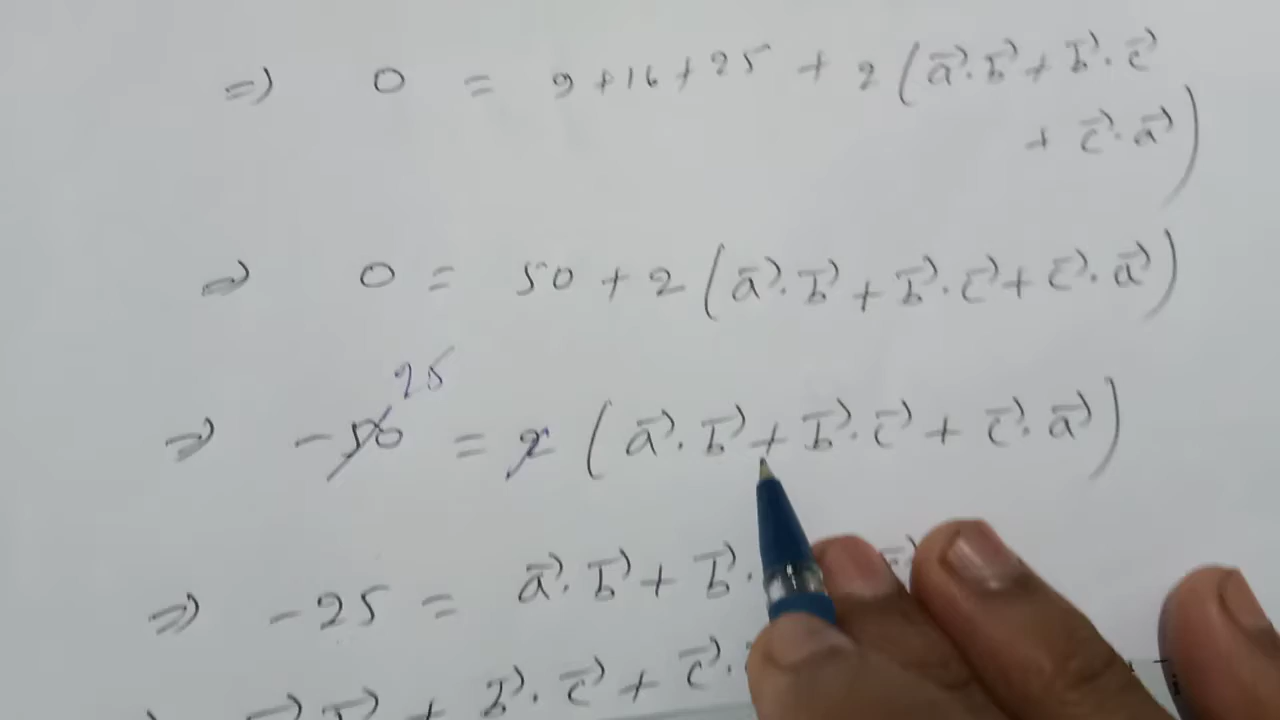 ⇒ 0 = 9+16+25 + 2(a⃗·b⃗ + b⃗·c⃗
+ c⃗·a⃗)
⇒ 0 = 50 + 2(a⃗·b⃗ + b⃗·c⃗ + c⃗·a⃗)
25
⇒ -50 = 2(a⃗·b⃗ + b⃗·c⃗ + c⃗·a⃗)
⇒ -25 = a⃗·b⃗ + b⃗·
b⃗ + b⃗·c⃗ + c⃗·